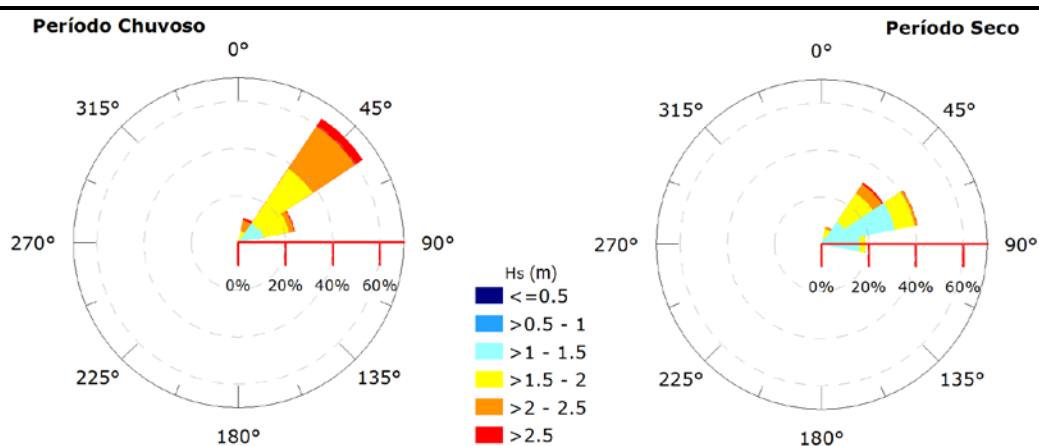 Período Chuvoso
0°
45°
90°
135°
180°
225°
270°
315°
0% 20% 40% 60%
Hs (m)
<=0.5
>0.5 - 1
>1 - 1.5
>1.5 - 2
>2 - 2.5
>2.5
Período Seco
0°
45°
90°
135°
180°
225°
270°
315°
0% 20% 40% 60%